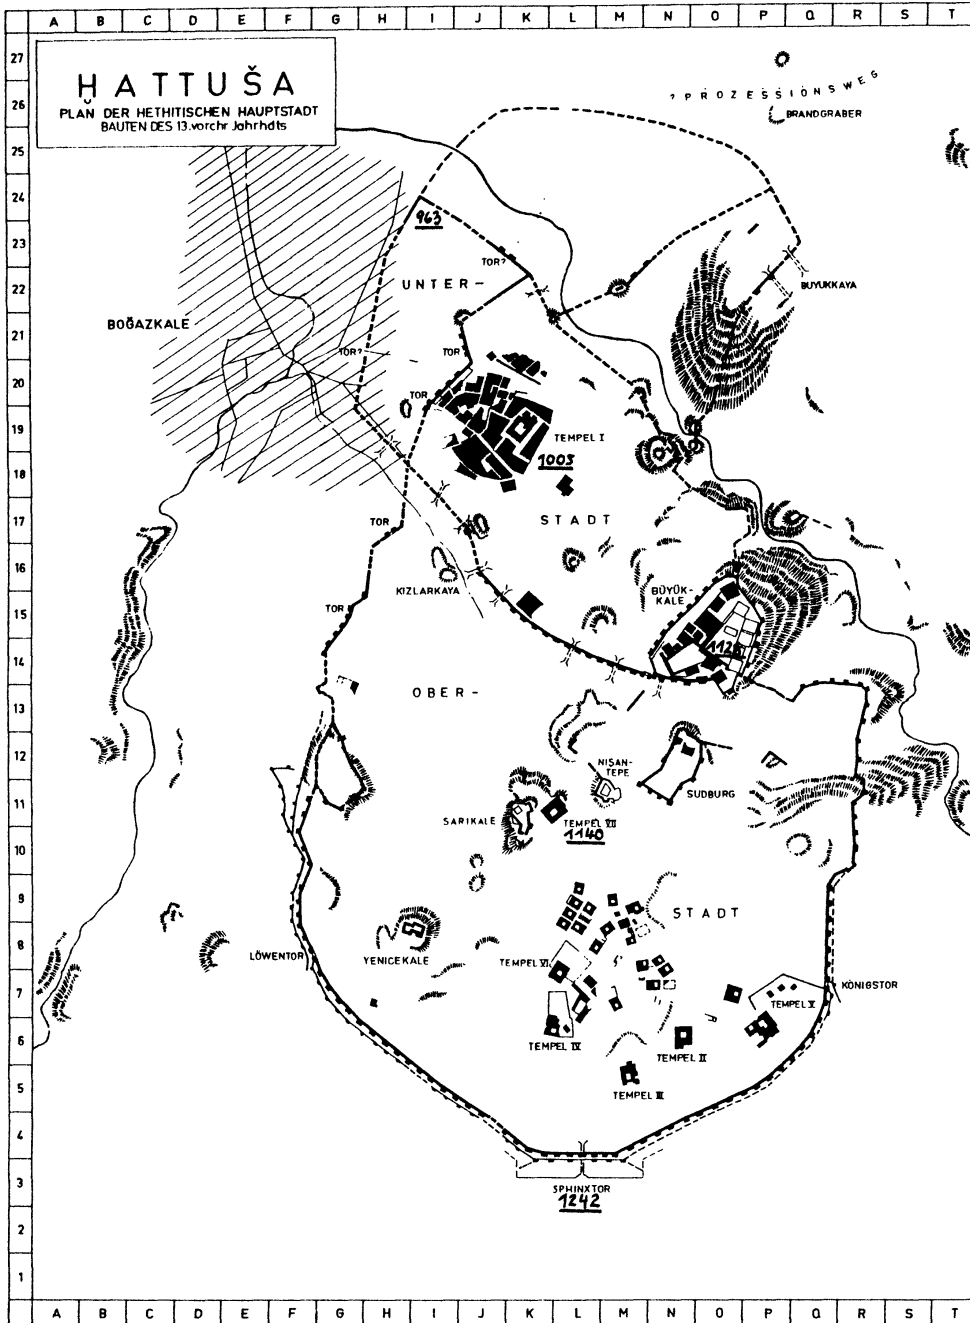 A B C D E F G H I J K L M N O P Q R S T
27
26
25
24
23
22
21
20
19
18
17
16
15
14
13
12
11
10
9
8
7
6
5
4
3
2
1
ḪATTUŠA
PLAN DER HETHITISCHEN HAUPTSTADT
BAUTEN DES 13.vorchr Jahrhdts
? PROZESSIONSWEG
BRANDGRABER
963
TOR?
UNTER-
BUYUKKAYA
BOĞAZKALE
TOR?
TOR
TOR
TEMPEL I
1003
STADT
TOR
KIZLARKAYA
BÜYÜK-
KALE
TOR
1128
OBER-
NIŞAN-
TEPE
SUDBURG
SARIKALE
TEMPEL VII
1140
STADT
LÖWENTOR
YENICEKALE
TEMPEL VI
KÖNIGSTOR
TEMPEL V
TEMPEL IV
TEMPEL II
TEMPEL III
SPHINXTOR
1242
A B C D E F G H I J K L M N O P Q R S T